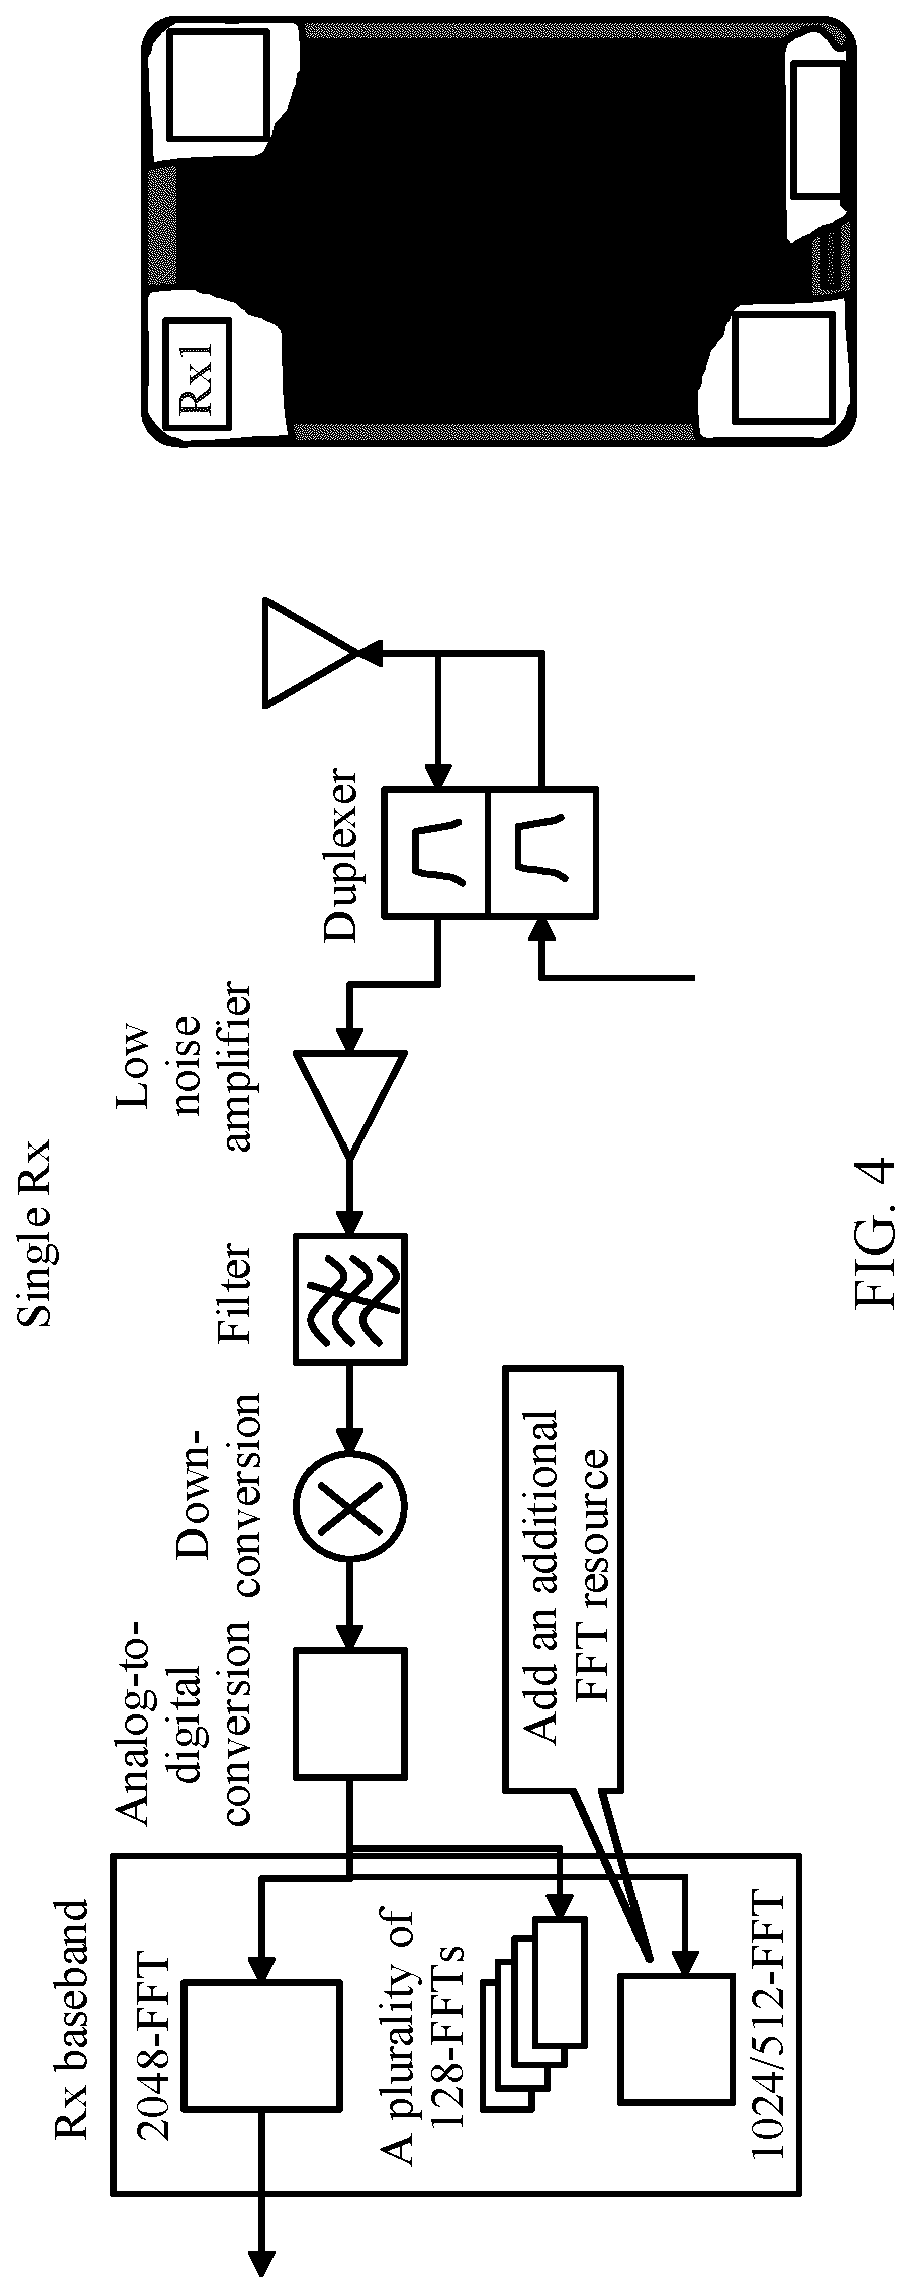 Single Rx
Rx baseband
2048-FFT
A plurality of
128-FFTs
1024/512-FFT
Analog-to-
digital
conversion
Add an additional
FFT resource
Down-
conversion
Filter
Low
noise
amplifier
Duplexer
Rx1
FIG. 4